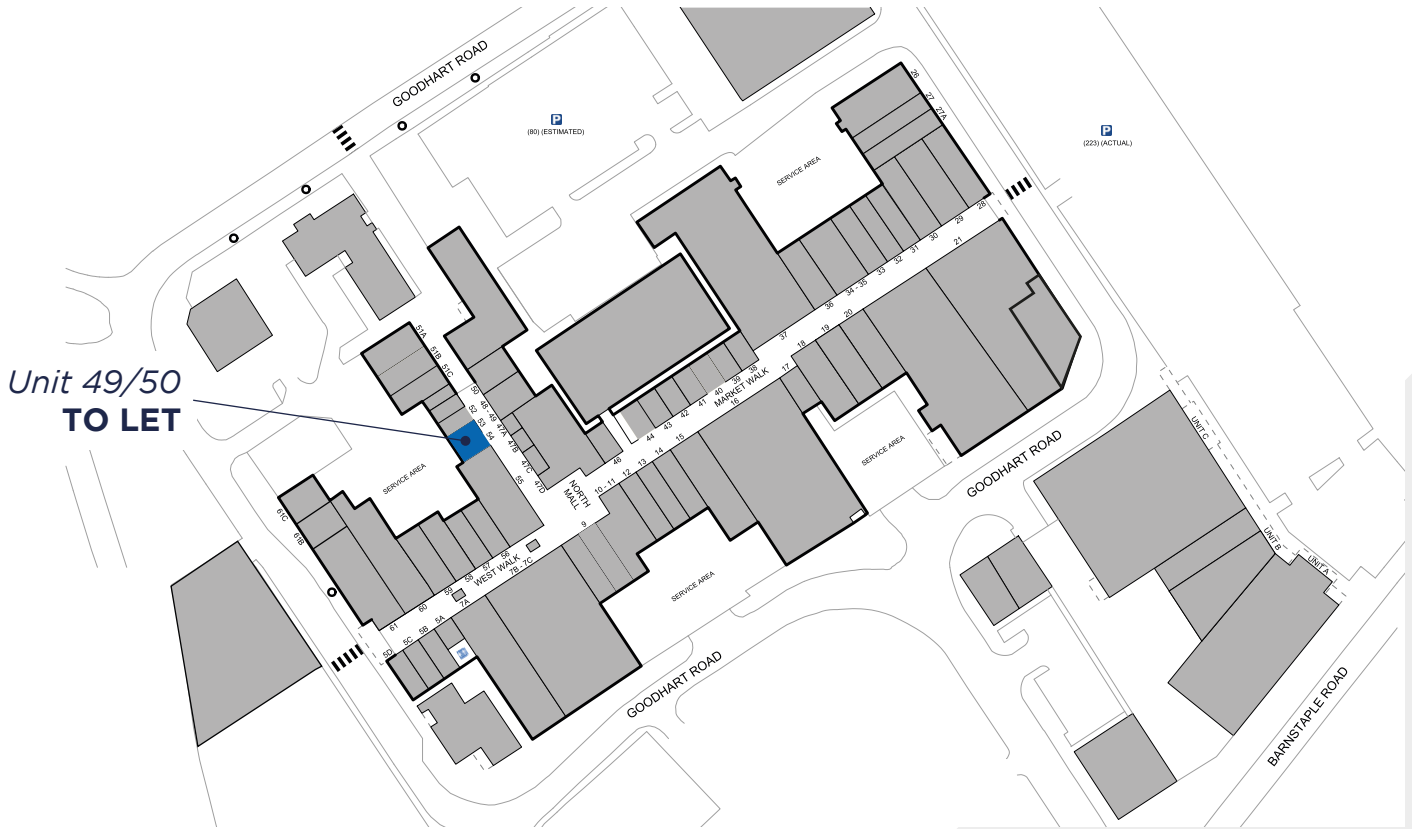 GOODHART ROAD
P
(80) (ESTIMATED)
P
(223) (ACTUAL)
SERVICE AREA
26
27
27A
28
29
30
31
32
33
34 - 35
36
37
21
20
19
18
17
38
39
40
41
42
43
44
MARKET WALK
16
15
14
13
12
10 - 11
46
51A
51B
51C
50
48 - 49
47A
47B
47C
47D
52
53
54
55
Unit 49/50
TO LET
NORTH
MALL
SERVICE AREA
SERVICE AREA
SERVICE AREA
GOODHART ROAD
61C
61B
9
56
57
58
59
60
61
WEST WALK
7B - 7C
7A
5A
5B
5C
5D
GOODHART ROAD
UNIT C
UNIT B
UNIT A
BARNSTAPLE ROAD